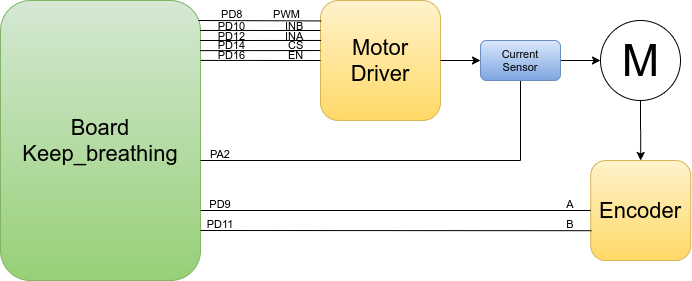 PD8 PWM
PD10 INB
PD12 INA
PD14 CS
PD16 EN
Motor
Driver
Current
Sensor
M
Board
Keep_breathing
PA2
PD9 A
PD11 B
Encoder